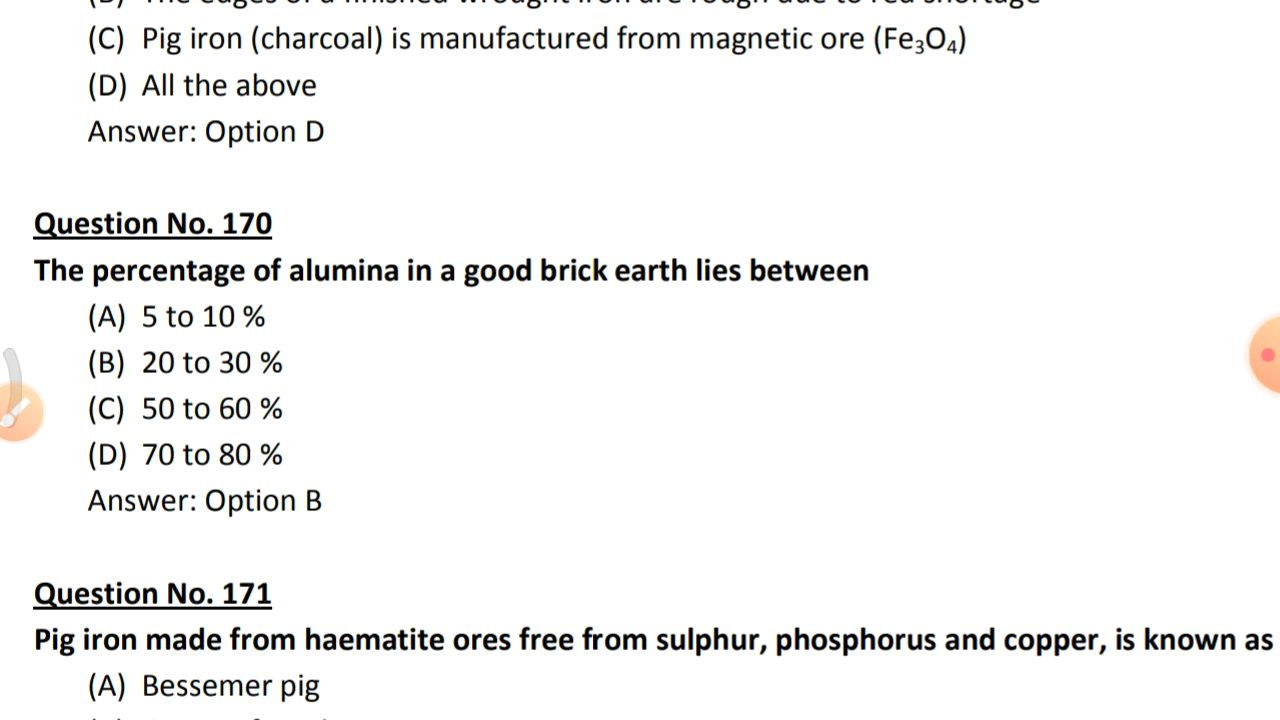 (C) Pig iron (charcoal) is manufactured from magnetic ore (Fe₃O₄)
(D) All the above
Answer: Option D
Question No. 170
The percentage of alumina in a good brick earth lies between
(A) 5 to 10 %
(B) 20 to 30 %
(C) 50 to 60 %
(D) 70 to 80 %
Answer: Option B
Question No. 171
Pig iron made from haematite ores free from sulphur, phosphorus and copper, is known as
(A) Bessemer pig